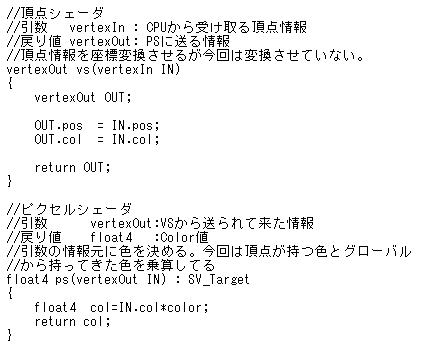 //頂点シェーダ
//引数   vertexIn : CPUから受け取る頂点情報
//戻り値 vertexOut: PSに送る情報
//頂点情報を座標変換させるが今回は変換させていない。
vertexOut vs(vertexIn IN)
{
    vertexOut OUT;

    OUT.pos  = IN.pos;
    OUT.col  = IN.col;

    return OUT;
}

//ピクセルシェーダ
//引数      vertexOut:VSから送られて来た情報
//戻り値    float4   :Color値
//引数の情報元に色を決める。今回は頂点が持つ色とグローバル
//から持ってきた色を乗算してる
float4 ps(vertexOut IN) : SV_Target
{
    float4  col=IN.col*color;
    return col;
}